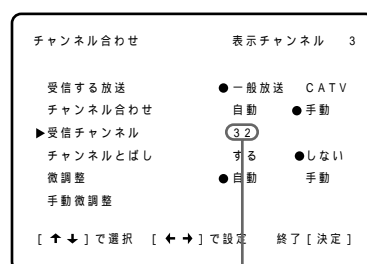 チャンネル合わせ 表示チャンネル 3
受信する放送 ●一般放送 CATV
チャンネル合わせ 自動 ●手動
▶受信チャンネル 32
チャンネルとばし する ●しない
微調整 ●自動 手動
手動微調整
[↑↓]で選択 [←→]で設定 終了[決定]